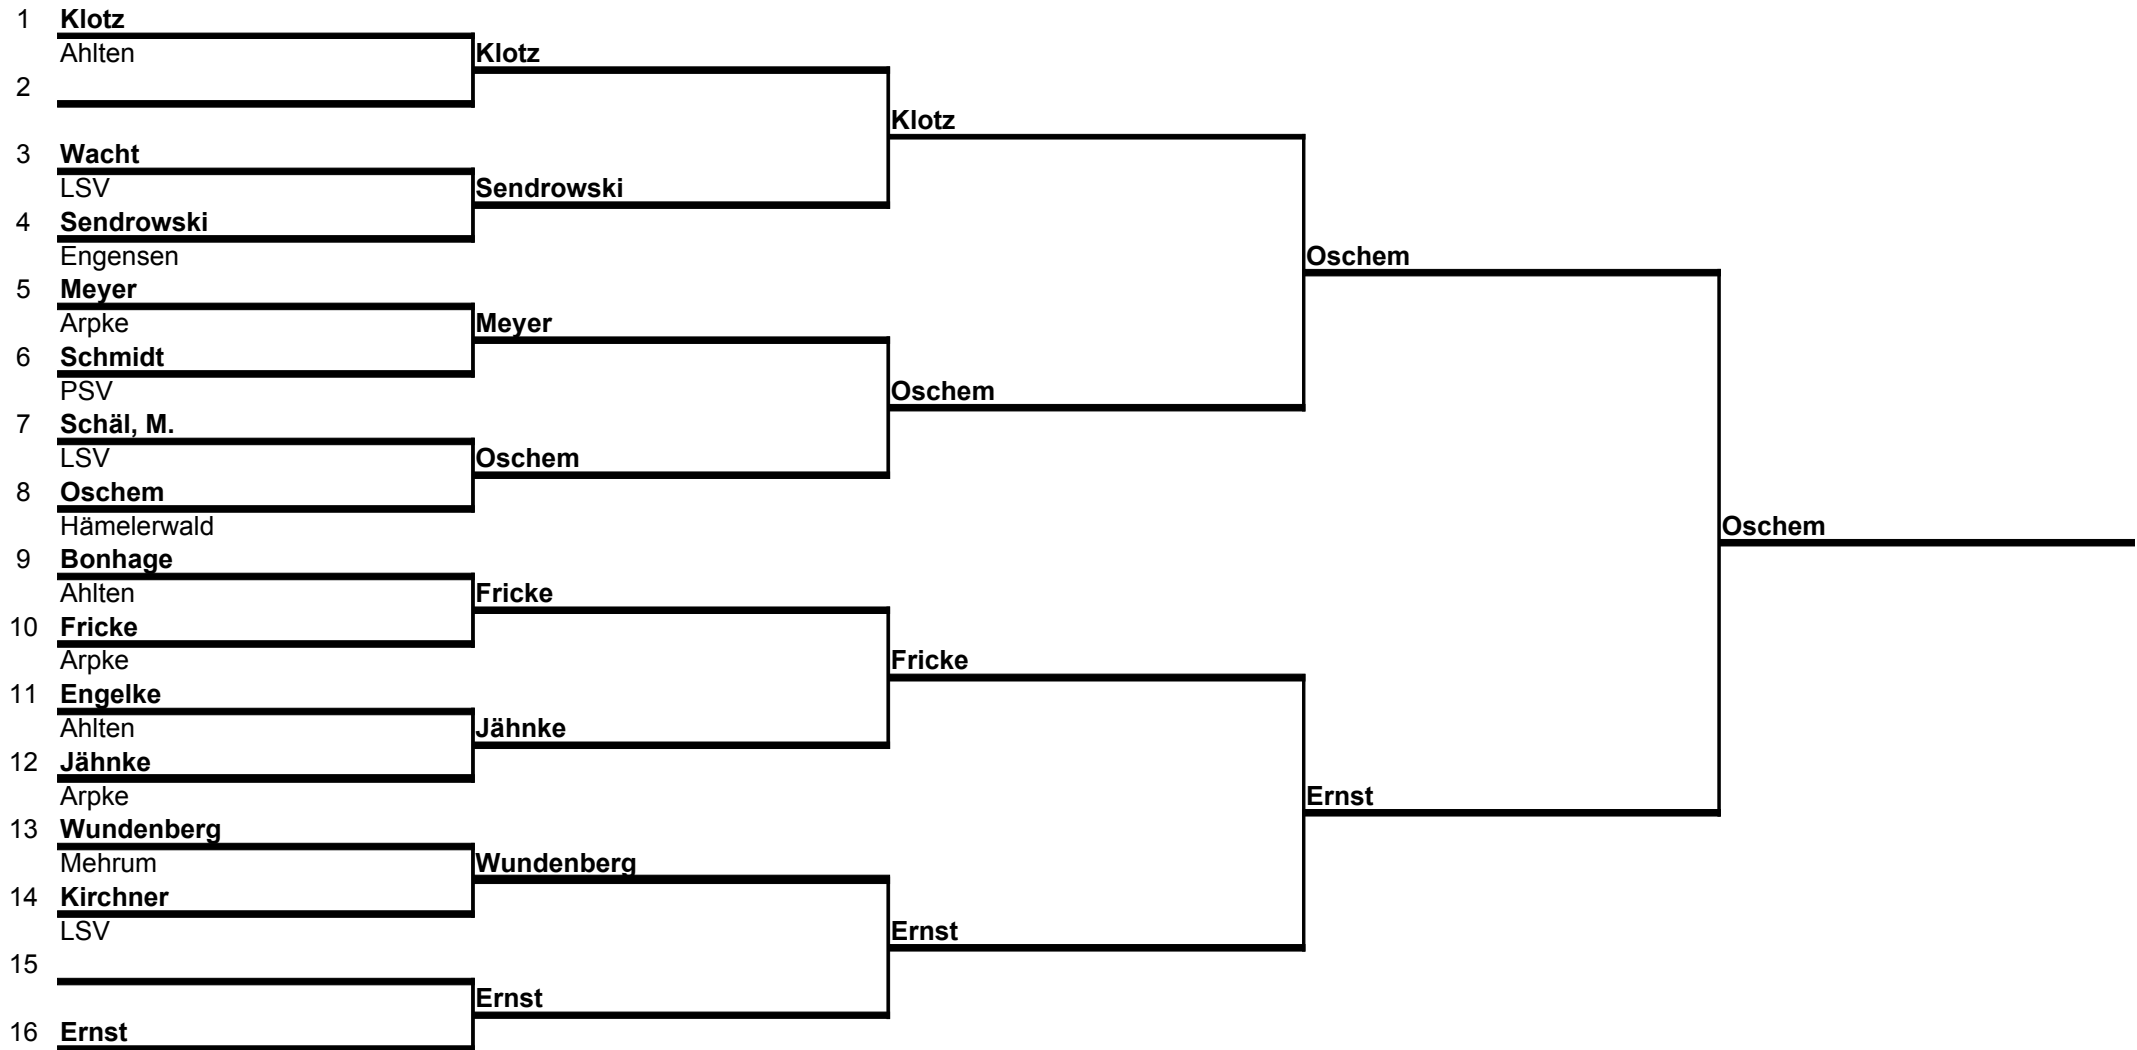 1 Klotz
Ahlten
Klotz
2
Klotz
3 Wacht
LSV
Sendrowski
4 Sendrowski
Engensen
Oschem
5 Meyer
Arpke
Meyer
6 Schmidt
PSV
Oschem
7 Schäl, M.
LSV
Oschem
8 Oschem
Hämelerwald
Oschem
9 Bonhage
Ahlten
Fricke
10 Fricke
Arpke
Fricke
11 Engelke
Ahlten
Jähnke
12 Jähnke
Arpke
Ernst
13 Wundenberg
Mehrum
Wundenberg
14 Kirchner
LSV
Ernst
15
Ernst
16 Ernst